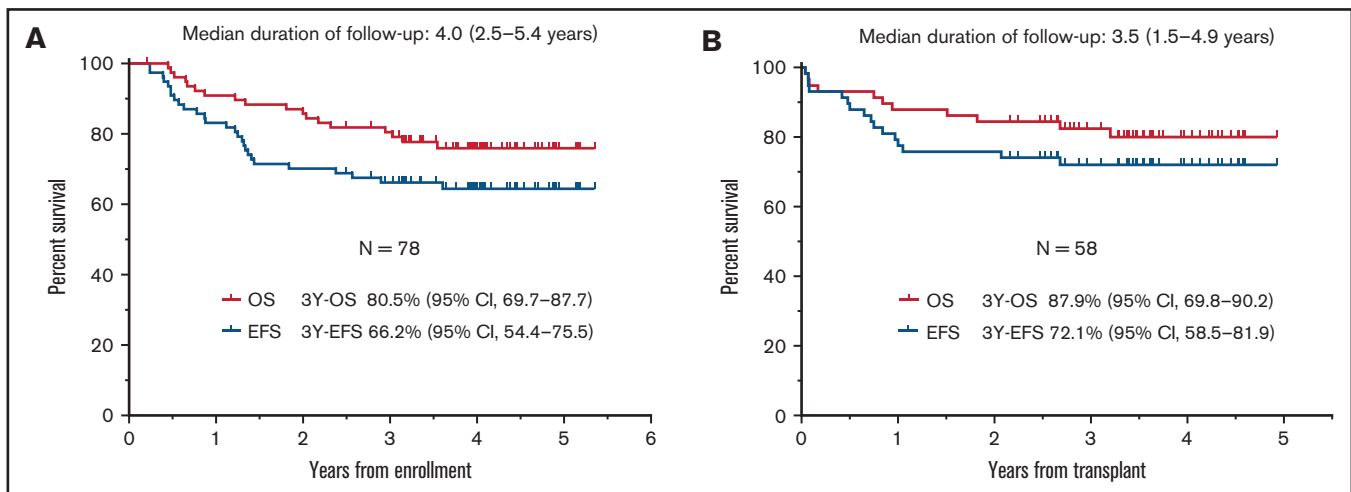 A
Median duration of follow-up: 4.0 (2.5–5.4 years)
100
80
60
40
20
0
Percent survival
N = 78
OS 3Y-OS 80.5% (95% CI, 69.7–87.7)
EFS 3Y-EFS 66.2% (95% CI, 54.4–75.5)
0 1 2 3 4 5 6
Years from enrollment
B
Median duration of follow-up: 3.5 (1.5–4.9 years)
100
80
60
40
20
0
Percent survival
N = 58
OS 3Y-OS 87.9% (95% CI, 69.8–90.2)
EFS 3Y-EFS 72.1% (95% CI, 58.5–81.9)
0 1 2 3 4 5
Years from transplant